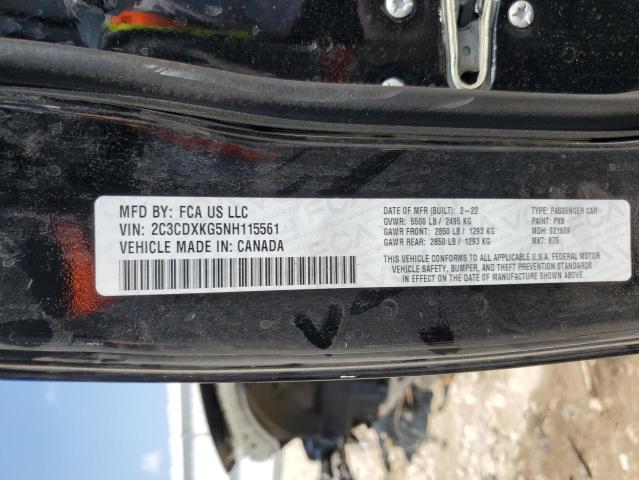 MFD BY: FCA US LLC
VIN: 2C3CDXKG5NH115561
VEHICLE MADE IN: CANADA
DATE OF MFR (BUILT): 2-22
GVWR: 5500 LB / 2495 KG
GAWR FRONT: 2850 LB / 1293 KG
GAWR REAR: 2850 LB / 1293 KG
TYPE: PASSENGER CAR
PAINT: PX8
MDH: 021609
MXT: 875
THIS VEHICLE CONFORMS TO ALL APPLICABLE U.S.A. FEDERAL MOTOR
VEHICLE SAFETY, BUMPER, AND THEFT PREVENTION STANDARDS
IN EFFECT ON THE DATE OF MANUFACTURE SHOWN ABOVE.